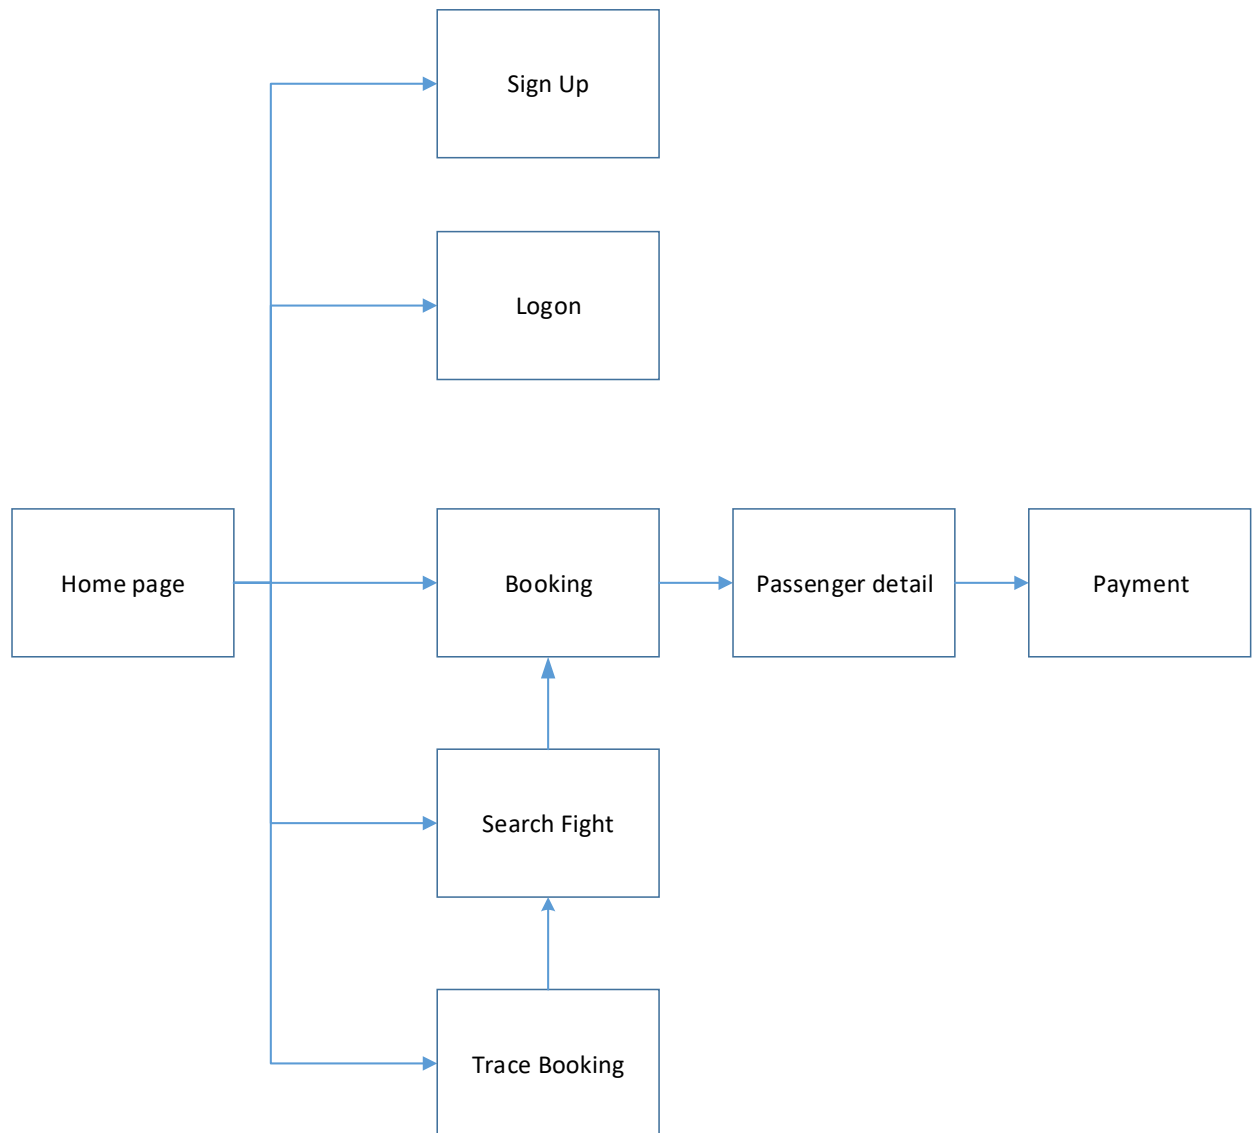 Sign Up
Logon
Home page
Booking
Passenger detail
Payment
Search Fight
Trace Booking